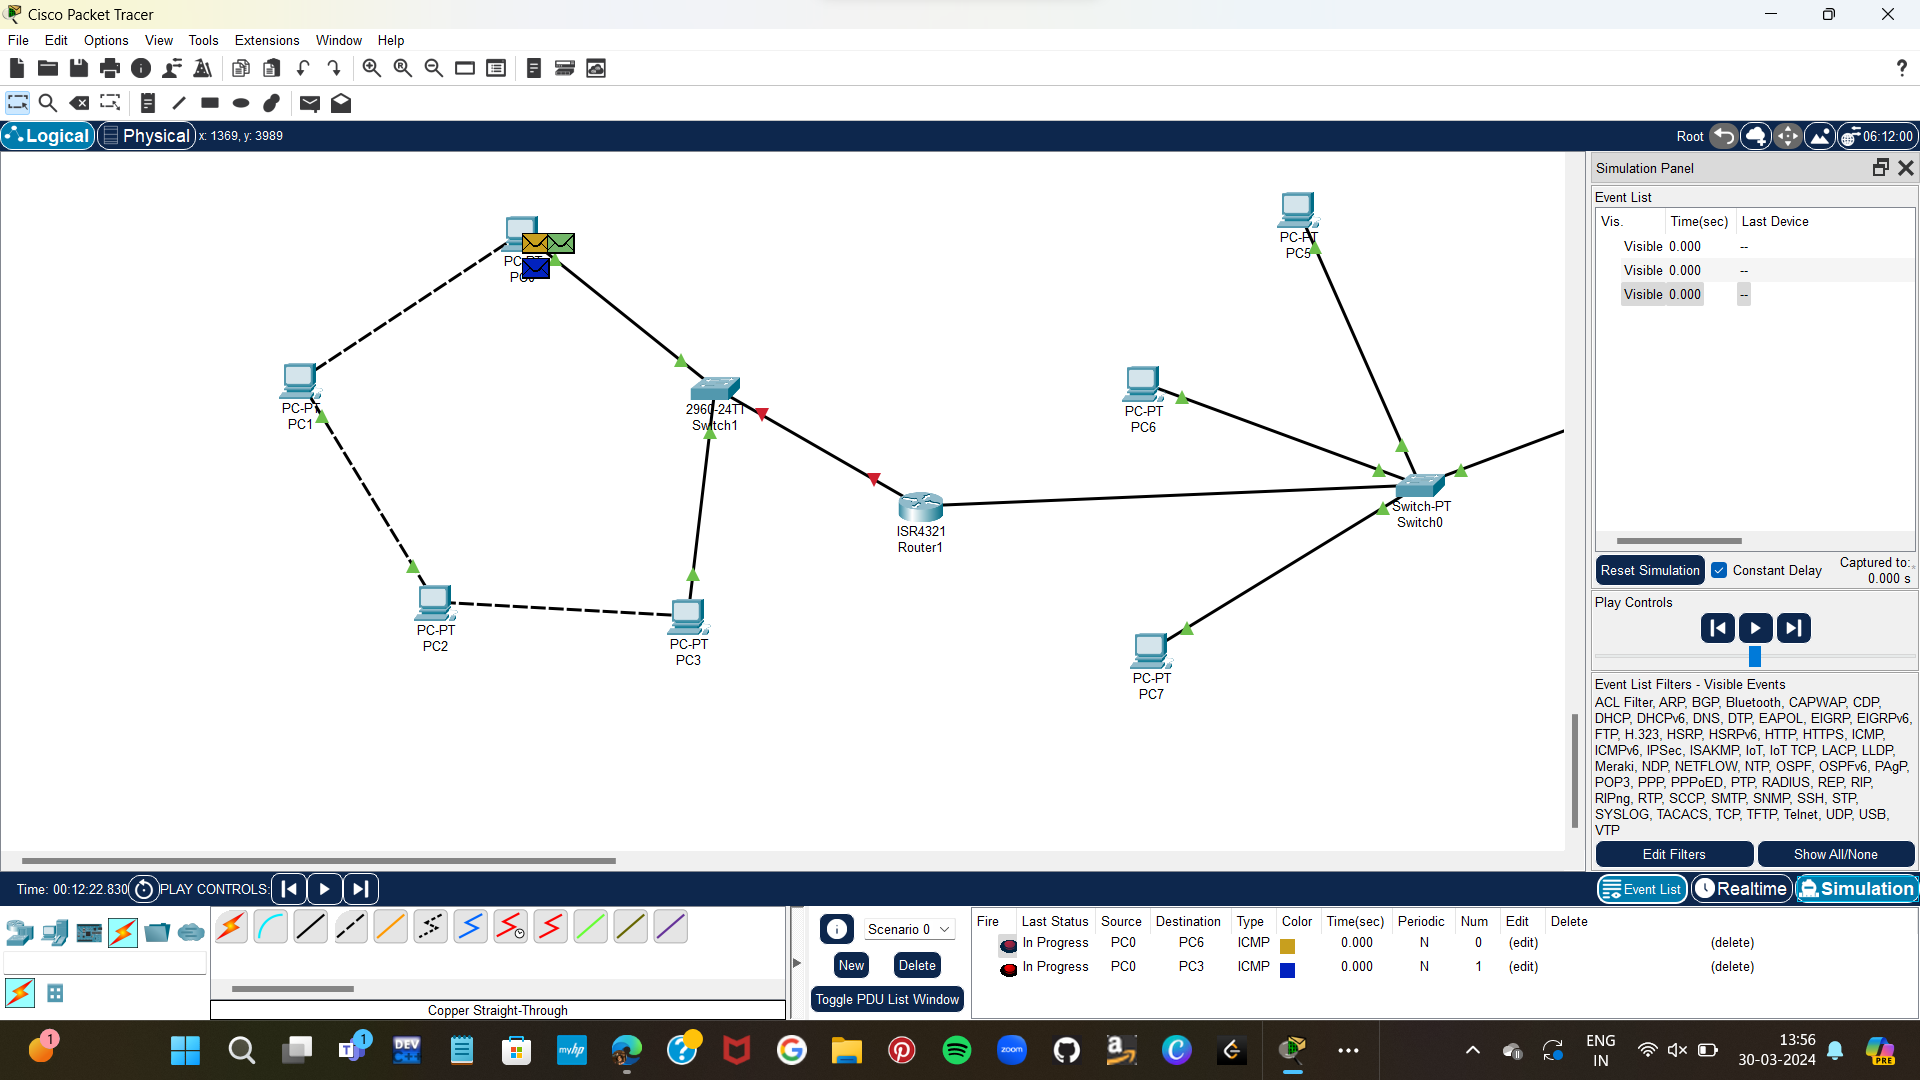 Cisco Packet Tracer
File Edit Options View Tools Extensions Window Help
?
Logical Physical x: 1369, y: 3989 Root 06:12:00
Simulation Panel
Event List
Vis. Time(sec) Last Device
Visible 0.000 --
Visible 0.000 --
Visible 0.000 --
PC-PT
PC1
2960-24TT
Switch1
PC-PT
PC2
PC-PT
PC3
ISR4321
Router1
PC-PT
PC5
PC-PT
PC6
Switch-PT
Switch0
PC-PT
PC7
Reset Simulation Constant Delay Captured to:
0.000 s
Play Controls
Event List Filters - Visible Events
ACL Filter, ARP, BGP, Bluetooth, CAPWAP, CDP,
DHCP, DHCPv6, DNS, DTP, EAPOL, EIGRP, EIGRPv6,
FTP, H.323, HSRP, HSRPv6, HTTP, HTTPS, ICMP,
ICMPv6, IPSec, ISAKMP, IoT, IoT TCP, LACP, LLDP,
Meraki, NDP, NETFLOW, NTP, OSPF, OSPFv6, PAgP,
POP3, PPP, PPPoED, PTP, RADIUS, REP, RIP,
RIPng, RTP, SCCP, SMTP, SNMP, SSH, STP,
SYSLOG, TACACS, TCP, TFTP, Telnet, UDP, USB,
VTP
Edit Filters Show All/None
Time: 00:12:22.830 PLAY CONTROLS: Event List Realtime Simulation
Scenario 0
New Delete
Toggle PDU List Window
Fire Last Status Source Destination Type Color Time(sec) Periodic Num Edit Delete
In Progress PC0 PC6 ICMP 0.000 N 0 (edit) (delete)
In Progress PC0 PC3 ICMP 0.000 N 1 (edit) (delete)
Copper Straight-Through
1 1 DEV C++ myhp zoom PRE
ENG
IN
13:56
30-03-2024